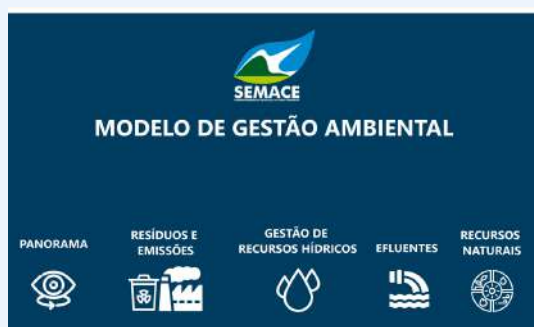 SEMACE
MODELO DE GESTÃO AMBIENTAL
PANORAMA
RESÍDUOS E
EMISSÕES
GESTÃO DE
RECURSOS HÍDRICOS
EFLUENTES
RECURSOS
NATURAIS